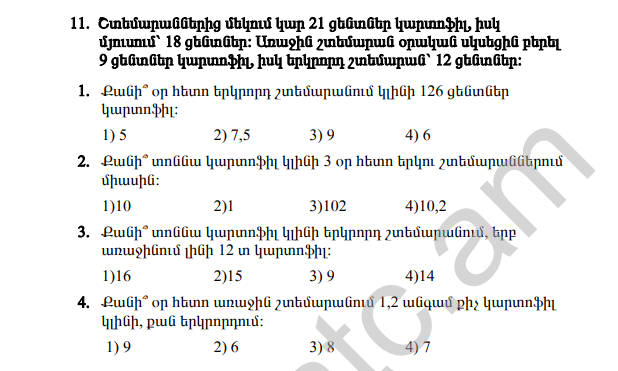 11. Շտեմարաններից մեկում կար 21 ցենտներ կարտոֆիլ, իսկ
մյուսում՝ 18 ցենտներ: Առաջին շտեմարան օրական սկսեցին բերել
9 ցենտներ կարտոֆիլ, իսկ երկրորդ շտեմարան՝ 12 ցենտներ:
1. Քանի՞ օր հետո երկրորդ շտեմարանում կլինի 126 ցենտներ
կարտոֆիլ:
1) 5 2) 7,5 3) 9 4) 6
2. Քանի՞ տոննա կարտոֆիլ կլինի 3 օր հետո երկու շտեմարաններում
միասին:
1)10 2)1 3)102 4)10,2
3. Քանի՞ տոննա կարտոֆիլ կլինի երկրորդ շտեմարանում, երբ
առաջինում լինի 12 տ կարտոֆիլ:
1)16 2)15 3) 9 4)14
4. Քանի՞ օր հետո առաջին շտեմարանում 1,2 անգամ քիչ կարտոֆիլ
կլինի, քան երկրորդում:
1) 9 2) 6 3) 8 4) 7